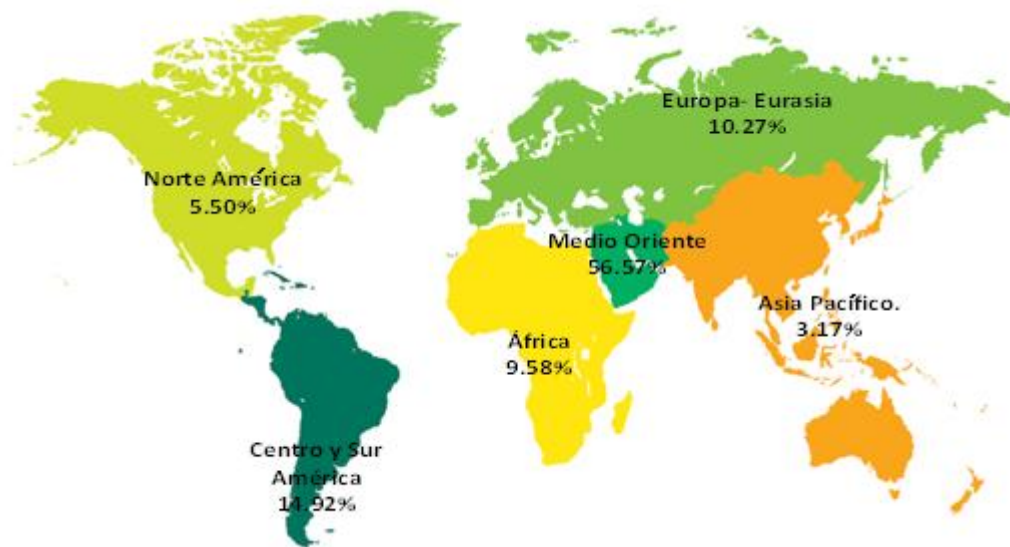 Norte América
5.50%
Europa- Eurasia
10.27%
Medio Oriente
56.57%
Asia Pacífico.
3.17%
África
9.58%
Centro y Sur
América
14.92%